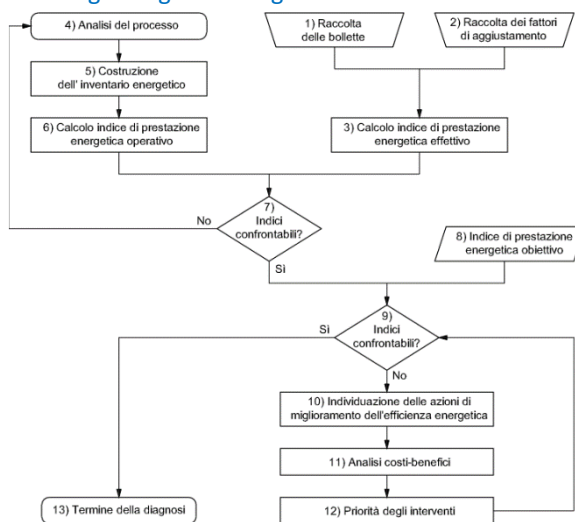 4) Analisi del processo
1) Raccolta
delle bollette
2) Raccolta dei fattori
di aggiustamento
5) Costruzione
dell' inventario energetico
6) Calcolo indice di prestazione
energetica operativo
3) Calcolo indice di prestazione
energetica effettivo
7)
Indici
confrontabili?
No
Sì
8) Indice di prestazione
energetica obiettivo
9)
Indici
confrontabili?
Sì
No
10) Individuazione delle azioni di
miglioramento dell'efficienza energetica
11) Analisi costi-benefici
12) Priorità degli interventi
13) Termine della diagnosi